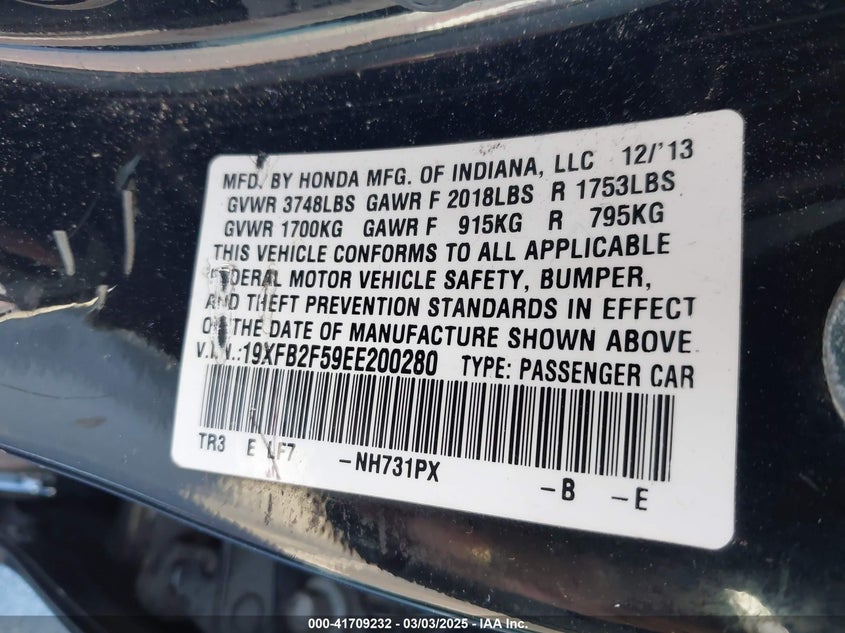 MFD. BY HONDA MFG. OF INDIANA, LLC 12/'13
GVWR 3748LBS GAWR F 2018LBS R 1753LBS
GVWR 1700KG GAWR F 915KG R 795KG
THIS VEHICLE CONFORMS TO ALL APPLICABLE
FEDERAL MOTOR VEHICLE SAFETY, BUMPER,
AND THEFT PREVENTION STANDARDS IN EFFECT
ON THE DATE OF MANUFACTURE SHOWN ABOVE.
V.I.N.:19XFB2F59EE200280 TYPE: PASSENGER CAR
TR3 E LF7 -NH731PX -B -E
000-41709232 - 03/03/2025 - IAA Inc.